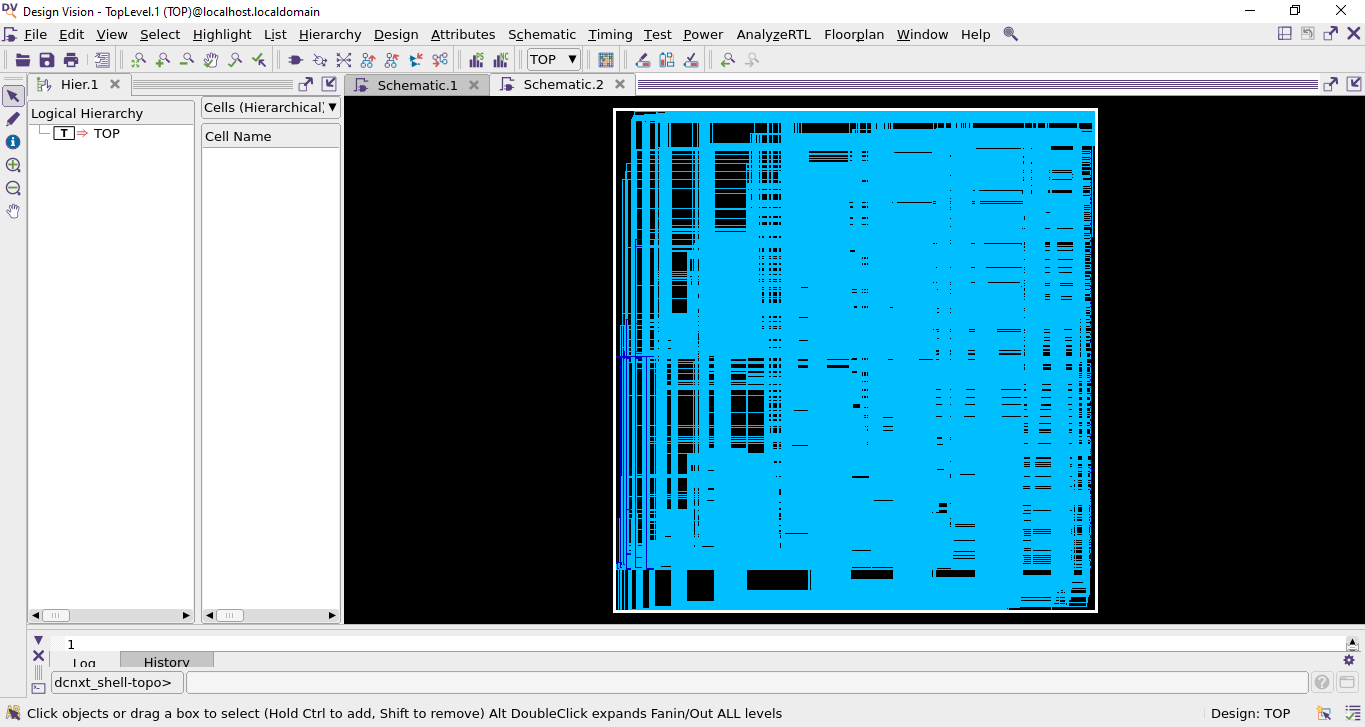 DV Design Vision - TopLevel.1 (TOP)@localhost.localdomain
File Edit View Select Highlight List Hierarchy Design Attributes Schematic Timing Test Power AnalyzeRTL Floorplan Window Help
TOP
Hier.1 Schematic.1 Schematic.2
Logical Hierarchy
T TOP
Cells (Hierarchical)
Cell Name
1
Log History
dcnxt_shell-topo>
Click objects or drag a box to select (Hold Ctrl to add, Shift to remove) Alt DoubleClick expands Fanin/Out ALL levels Design: TOP